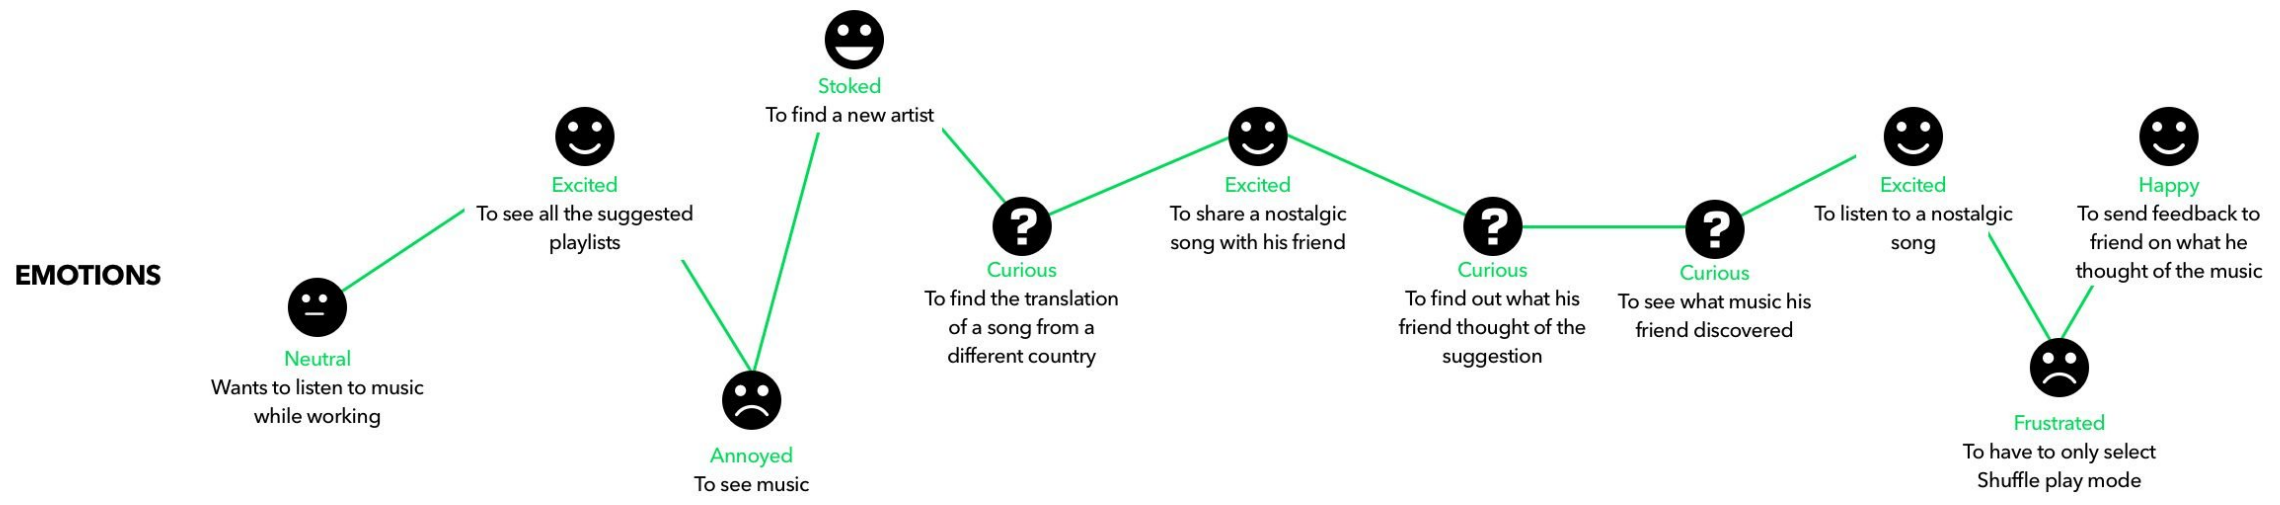 EMOTIONS
Neutral
Wants to listen to music
while working
Excited
To see all the suggested
playlists
Annoyed
To see music
Stoked
To find a new artist
?
Curious
To find the translation
of a song from a
different country
Excited
To share a nostalgic
song with his friend
?
Curious
To find out what his
friend thought of the
suggestion
?
Curious
To see what music his
friend discovered
Excited
To listen to a nostalgic
song
Frustrated
To have to only select
Shuffle play mode
Happy
To send feedback to
friend on what he
thought of the music